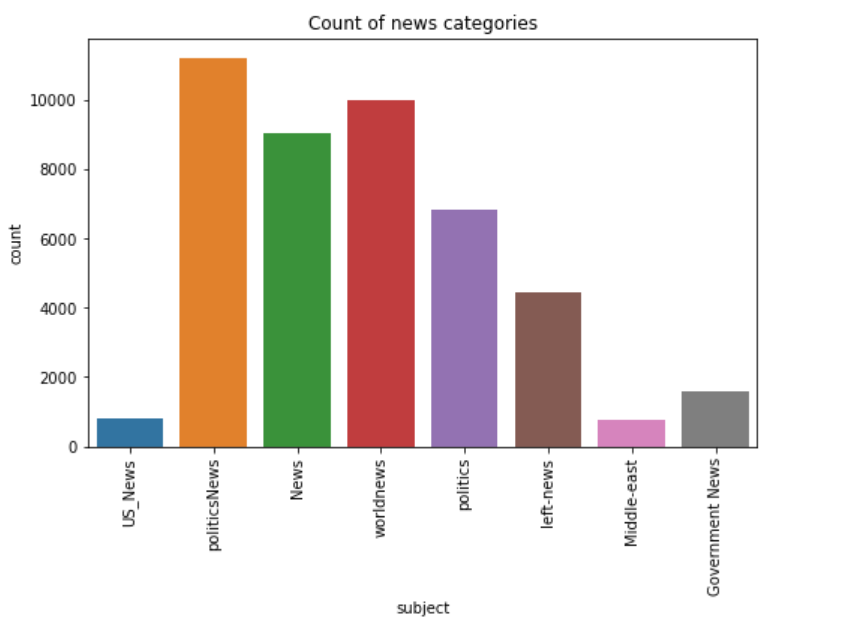 Count of news categories
10000
8000
6000
4000
2000
0
count
US_News
politicsNews
News
worldnews
politics
left-news
Middle-east
Government News
subject